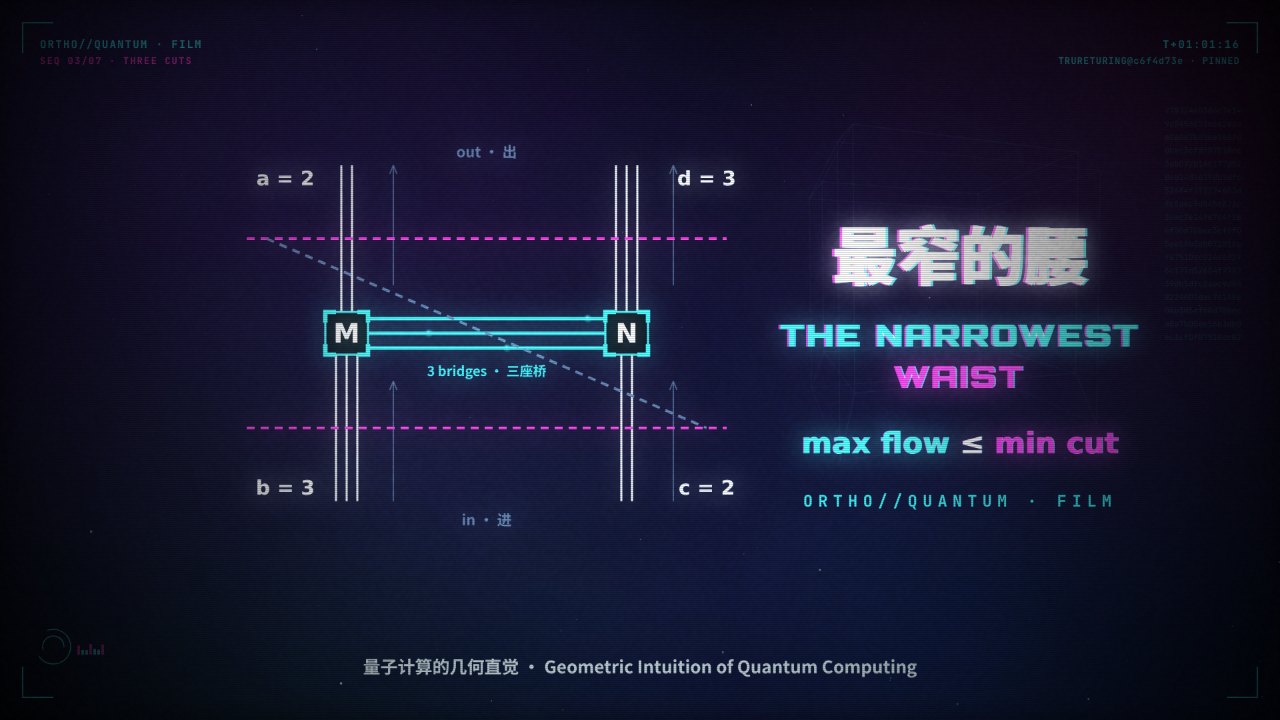 ORTHO//QUANTUM · FILM
SEQ 03/07 · THREE CUTS
T+01:01:16
TRURETURING@c6f4d73e · PINNED
out · 出
a = 2
d = 3
M
N
3 bridges · 三座桥
b = 3
c = 2
in · 进
最窄的腰
THE NARROWEST
WAIST
max flow ≤ min cut
ORTHO//QUANTUM · FILM
量子计算的几何直觉 · Geometric Intuition of Quantum Computing